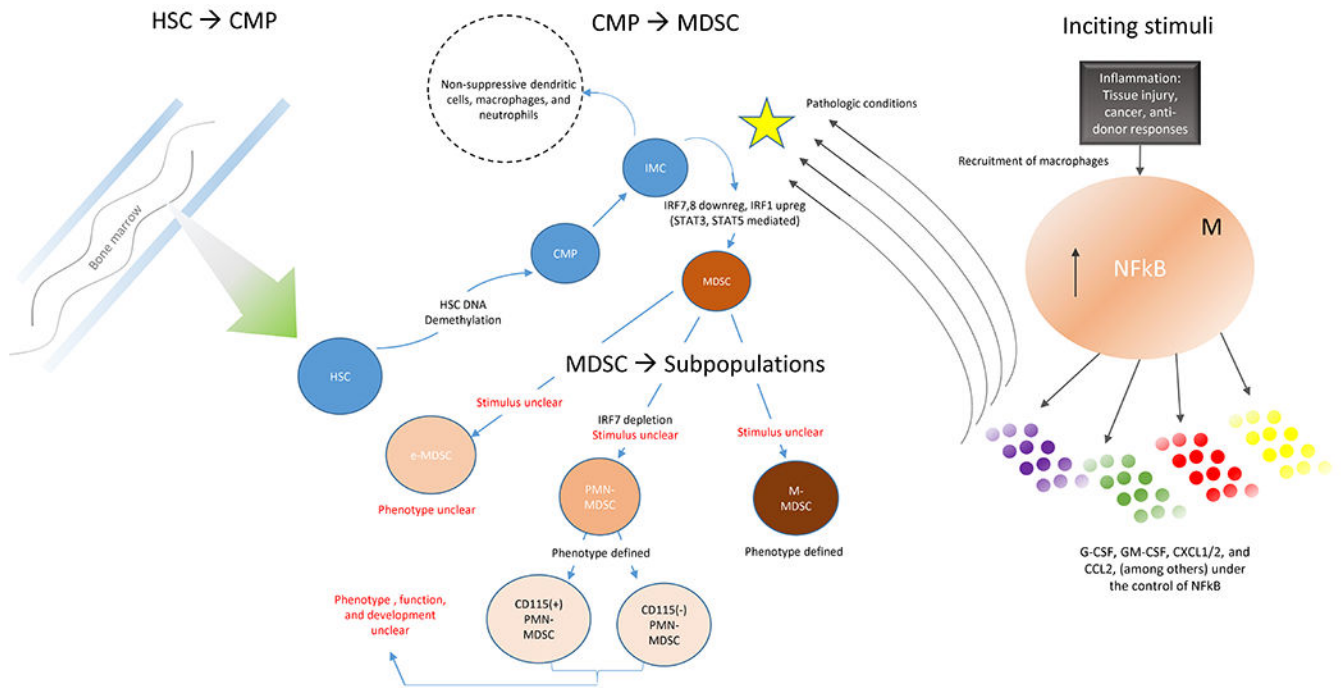 HSC → CMP
CMP → MDSC
Inciting stimuli
Non-suppressive dendritic
cells, macrophages, and
neutrophils
Pathologic conditions
Inflammation:
Tissue injury,
cancer, anti-
donor responses
Recruitment of macrophages
Bone marrow
IMC
IRF7,8 downreg, IRF1 upreg
(STAT3, STAT5 mediated)
M
NFkB
CMP
MDSC
HSC DNA
Demethylation
HSC
MDSC → Subpopulations
Stimulus unclear
IRF7 depletion
Stimulus unclear
Stimulus unclear
e-MDSC
PMN-
MDSC
M-
MDSC
Phenotype unclear
Phenotype defined
Phenotype defined
G-CSF, GM-CSF, CXCL1/2, and
CCL2, (among others) under
the control of NFkB
Phenotype , function,
and development
unclear
CD115(+)
PMN-
MDSC
CD115(-)
PMN-
MDSC